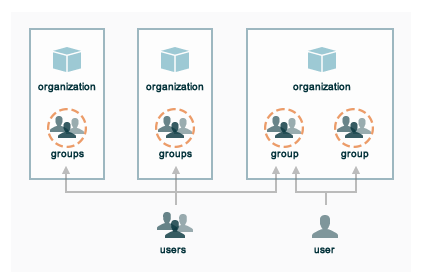 organization
organization
organization
groups
groups
group
group
users
user